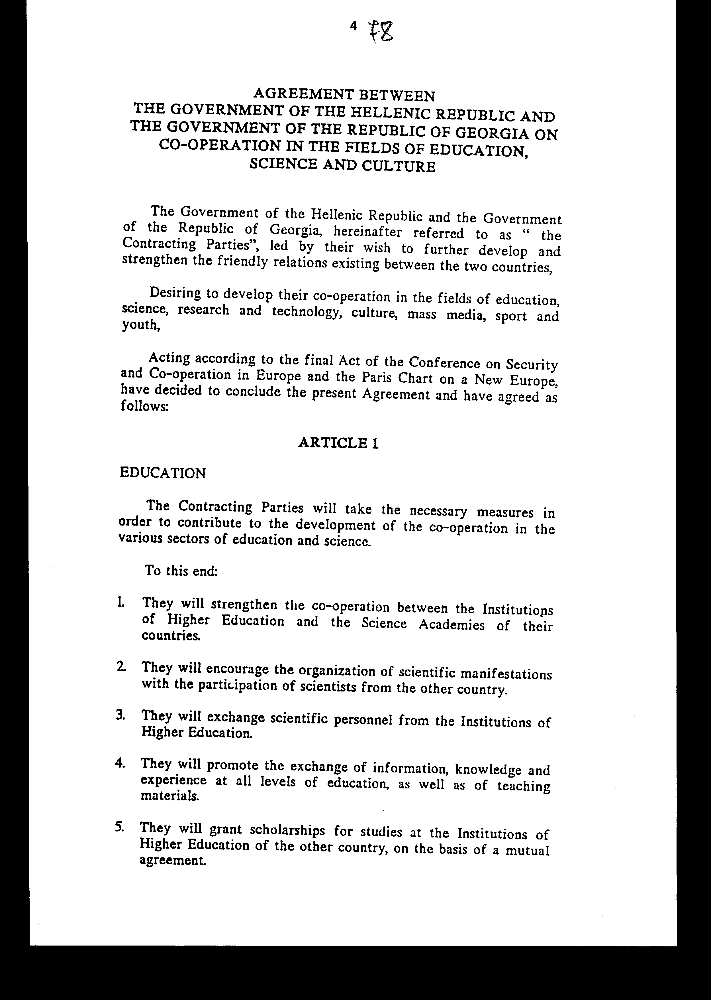 4 78
AGREEMENT BETWEEN
THE GOVERNMENT OF THE HELLENIC REPUBLIC AND
THE GOVERNMENT OF THE REPUBLIC OF GEORGIA ON
CO-OPERATION IN THE FIELDS OF EDUCATION,
SCIENCE AND CULTURE
The Government of the Hellenic Republic and the Government
of the Republic of Georgia, hereinafter referred to as “ the
Contracting Parties”, led by their wish to further develop and
strengthen the friendly relations existing between the two countries,
Desiring to develop their co-operation in the fields of education,
science, research and technology, culture, mass media, sport and
youth,
Acting according to the final Act of the Conference on Security
and Co-operation in Europe and the Paris Chart on a New Europe,
have decided to conclude the present Agreement and have agreed as
follows:
ARTICLE 1
EDUCATION
The Contracting Parties will take the necessary measures in
order to contribute to the development of the co-operation in the
various sectors of education and science.
To this end:
1. They will strengthen the co-operation between the Institutions
of Higher Education and the Science Academies of their
countries.
2. They will encourage the organization of scientific manifestations
with the participation of scientists from the other country.
3. They will exchange scientific personnel from the Institutions of
Higher Education.
4. They will promote the exchange of information, knowledge and
experience at all levels of education, as well as of teaching
materials.
5. They will grant scholarships for studies at the Institutions of
Higher Education of the other country, on the basis of a mutual
agreement.